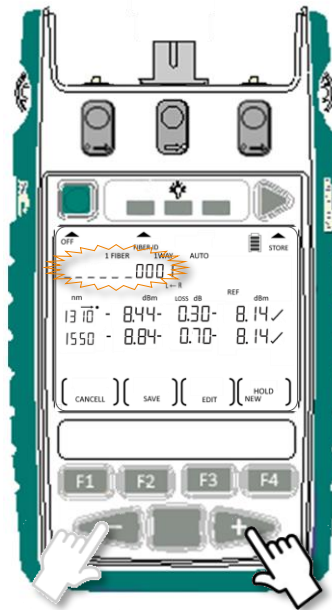 OFF FIBER/D STORE
1 FIBER 1WAY AUTO
_ _ _ _ _ _ 000 1
L←R
nm dBm LOSS dB REF dBm
1310** - 8.44- 0.30- 8.14✓
1550 - 8.84- 0.70- 8.14✓
[ CANCELL ][ SAVE ][ EDIT ][ HOLD NEW ]
F1 F2 F3 F4
− +